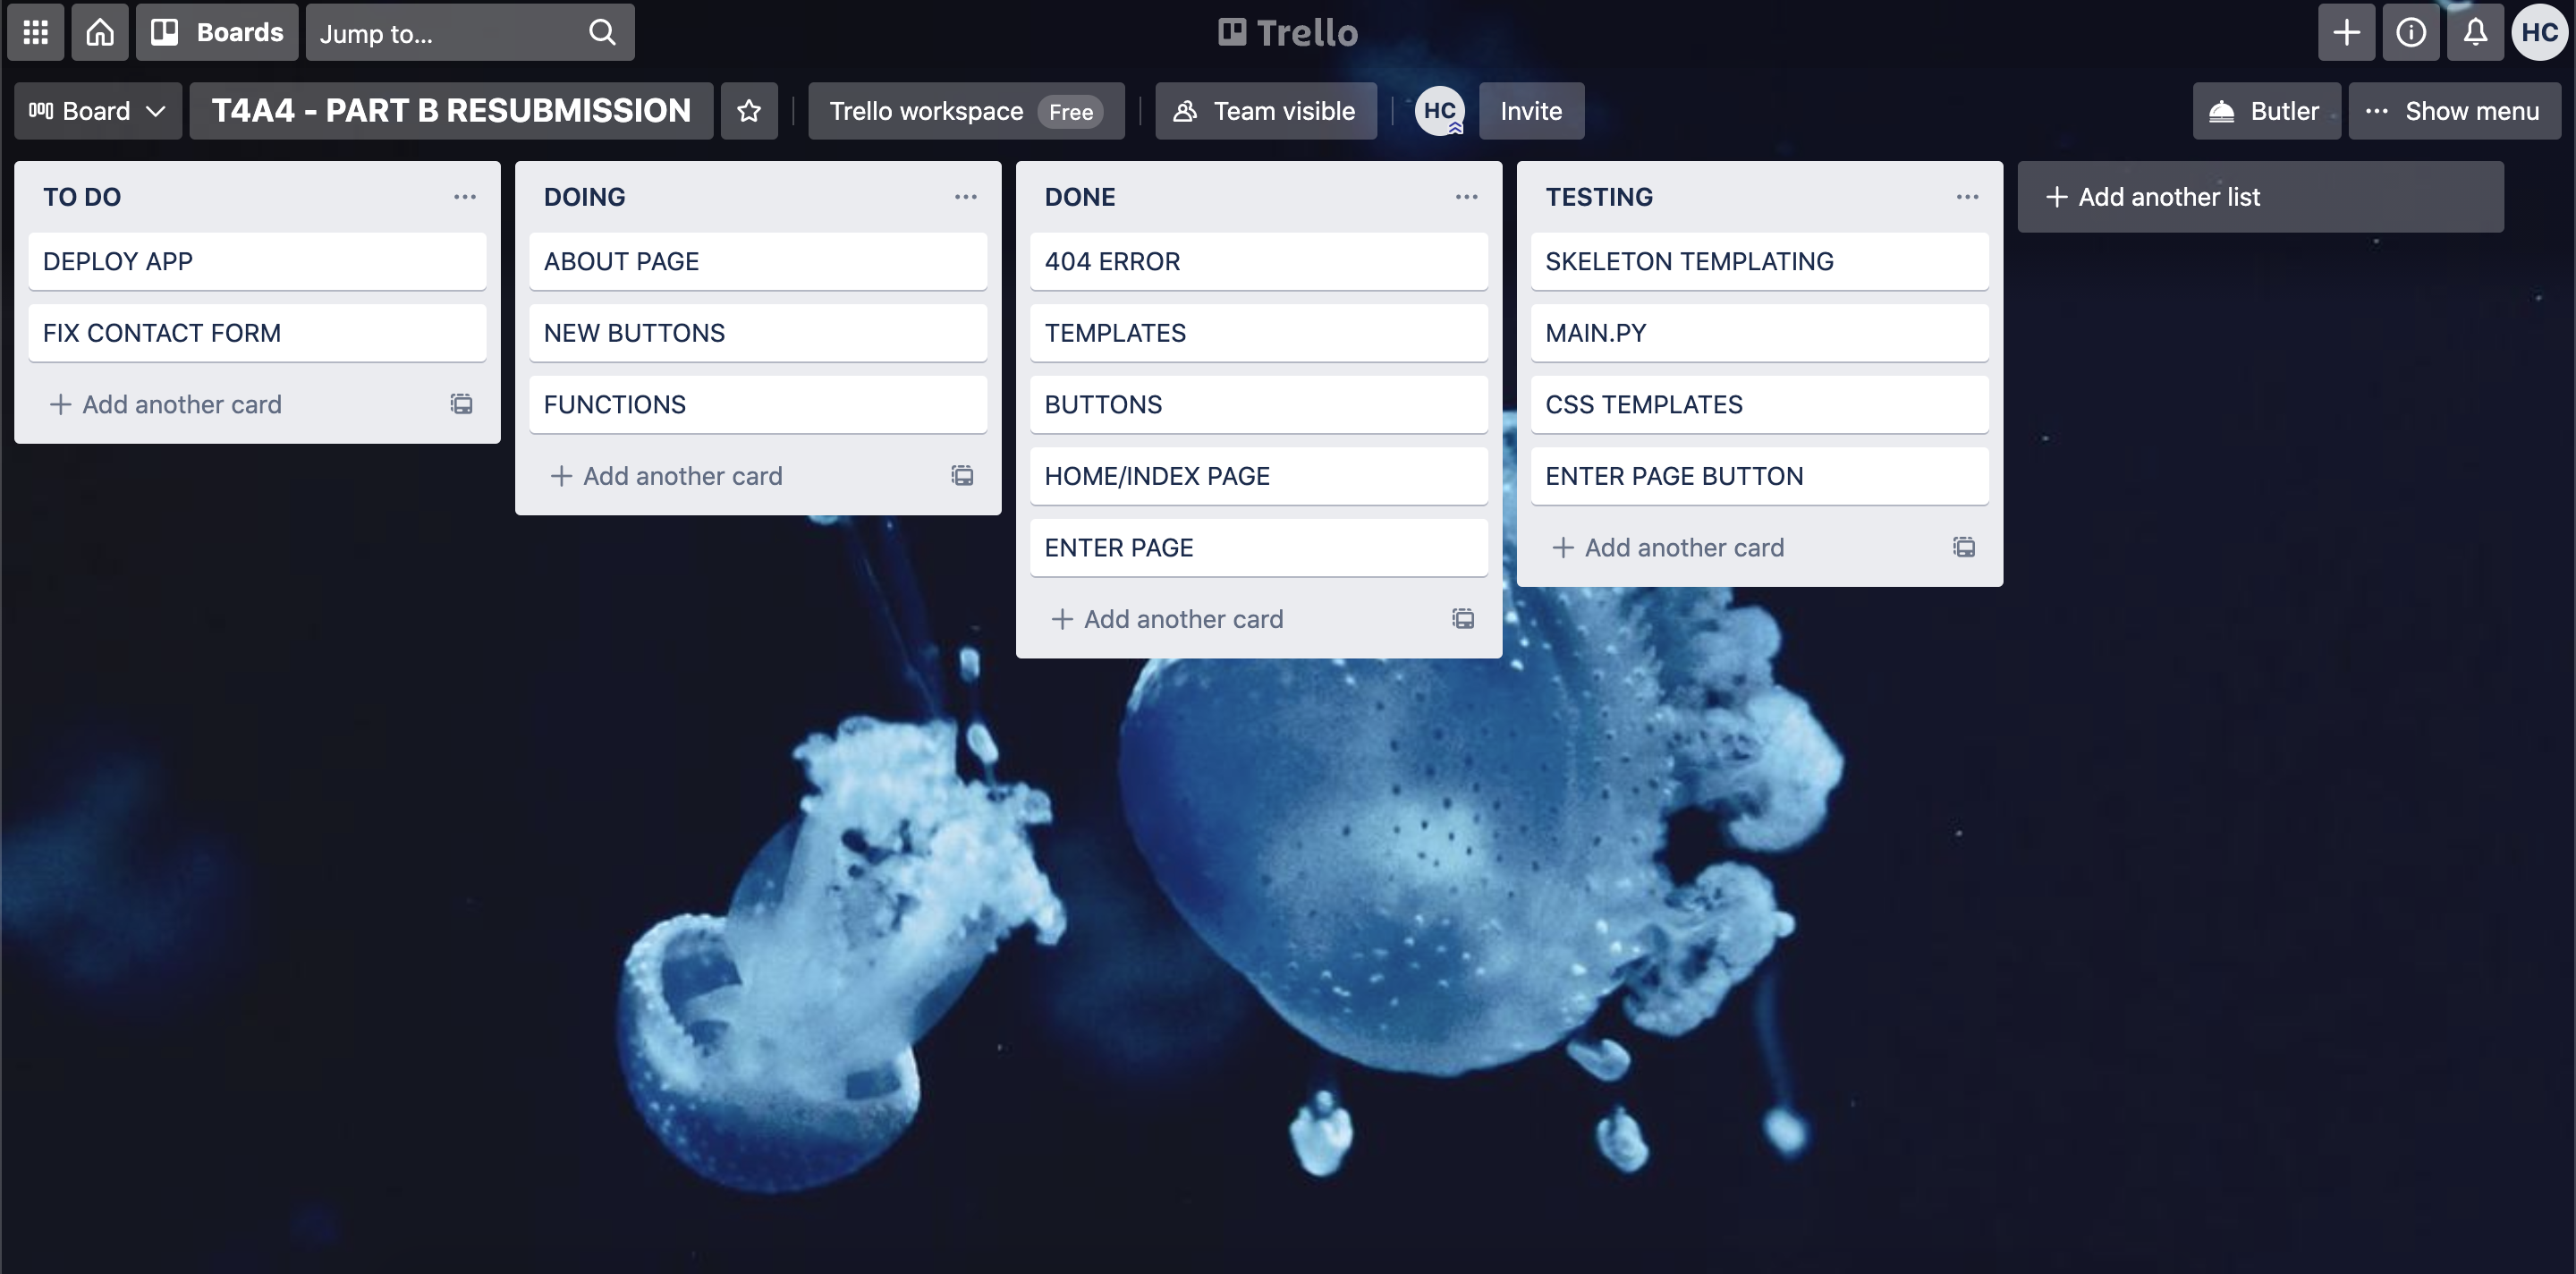 Boards
Jump to...
Trello
HC
Board
T4A4 - PART B RESUBMISSION
Trello workspace Free
Team visible
HC
Invite
Butler
Show menu
TO DO
DEPLOY APP
FIX CONTACT FORM
Add another card
DOING
ABOUT PAGE
NEW BUTTONS
FUNCTIONS
Add another card
DONE
404 ERROR
TEMPLATES
BUTTONS
HOME/INDEX PAGE
ENTER PAGE
Add another card
TESTING
SKELETON TEMPLATING
MAIN.PY
CSS TEMPLATES
ENTER PAGE BUTTON
Add another card
Add another list